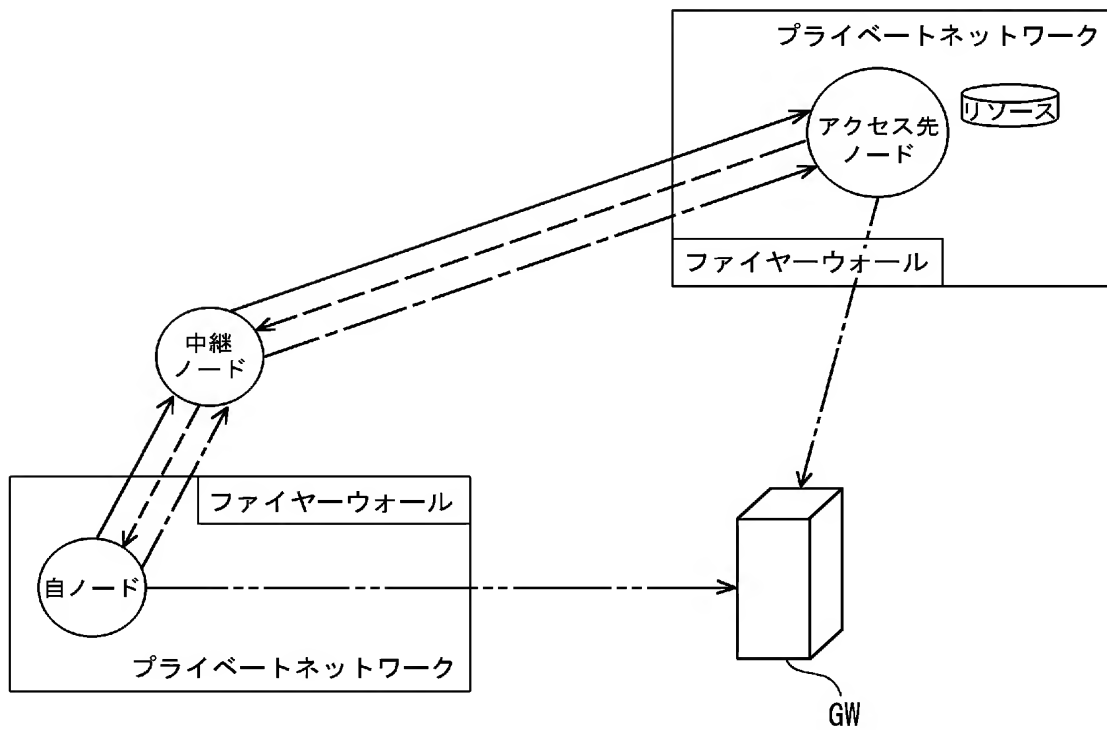 プライベートネットワーク
アクセス先
ノード
リソース
ファイヤーウォール
中継
ノード
ファイヤーウォール
自ノード
プライベートネットワーク
GW